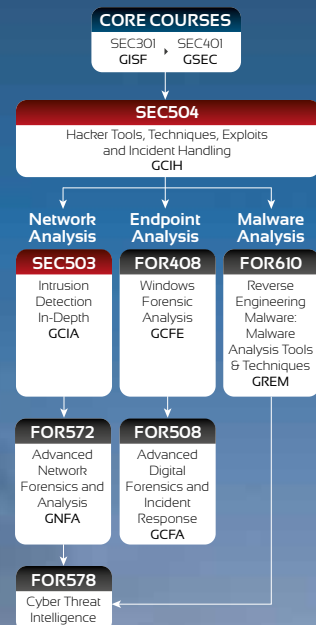 CORE COURSES
SEC301 ▸ SEC401
GISF GSEC
SEC504
Hacker Tools, Techniques, Exploits
and Incident Handling
GCIH
Network
Analysis
SEC503
Intrusion
Detection
In-Depth
GCIA
FOR572
Advanced
Network
Forensics and
Analysis
GNFA
FOR578
Cyber Threat
Intelligence
Endpoint
Analysis
FOR408
Windows
Forensic
Analysis
GCFE
FOR508
Advanced
Digital
Forensics and
Incident
Response
GCFA
Malware
Analysis
FOR610
Reverse
Engineering
Malware:
Malware
Analysis Tools
& Techniques
GREM